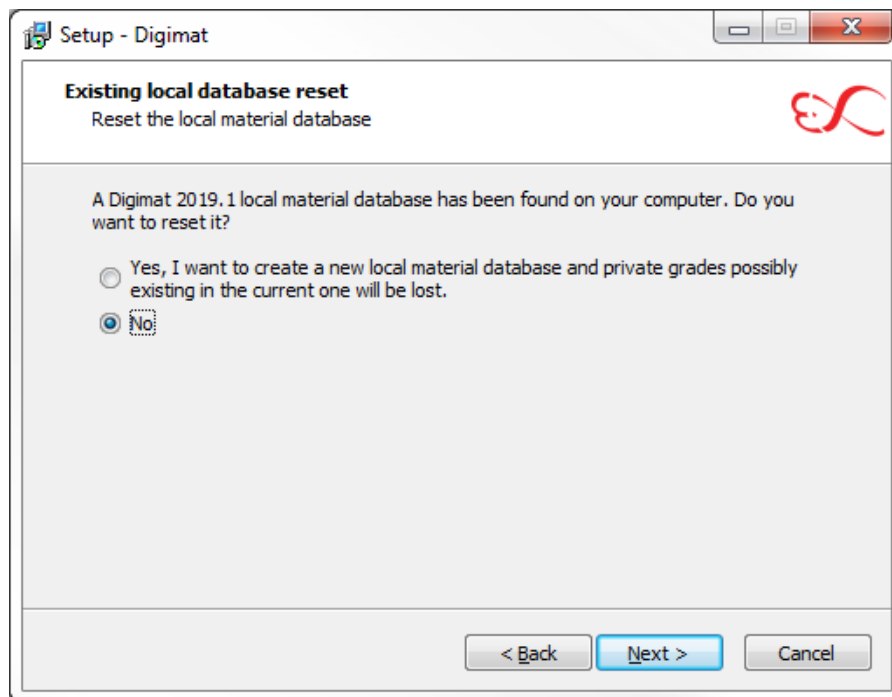 Setup - Digimat
Existing local database reset
Reset the local material database
A Digimat 2019.1 local material database has been found on your computer. Do you
want to reset it?
Yes, I want to create a new local material database and private grades possibly
existing in the current one will be lost.
No
< Back
Next >
Cancel